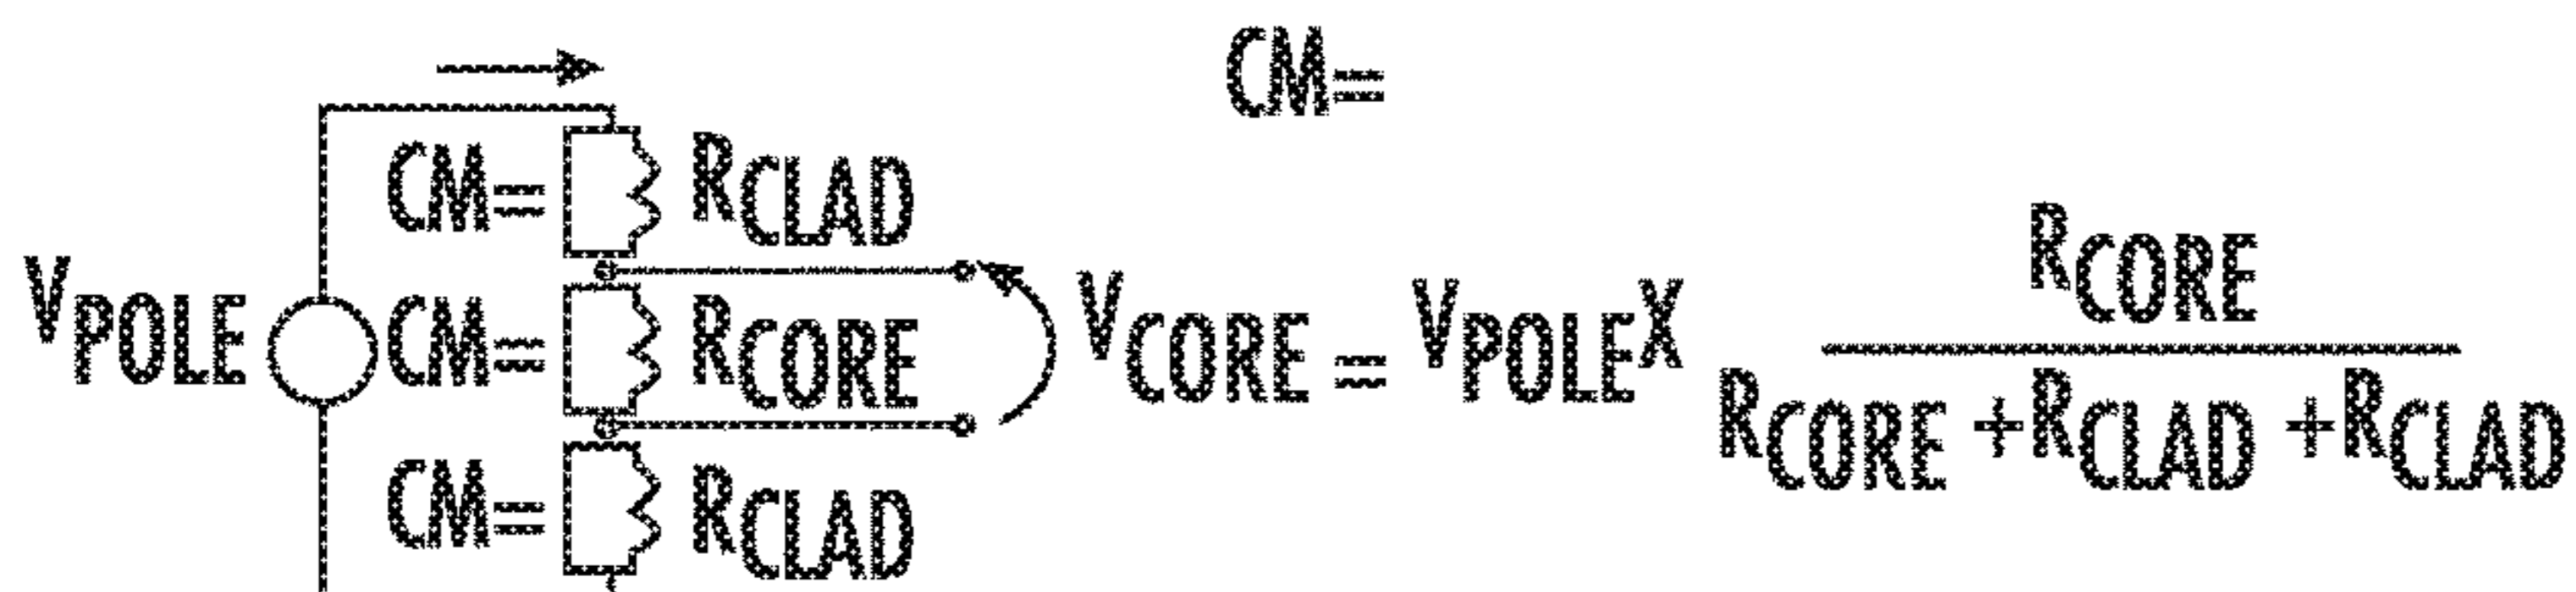 CM=
CM= RCLAD
VPOLE CM= RCORE VCORE = VPOLEX RCORE
RCORE +RCLAD +RCLAD
CM= RCLAD